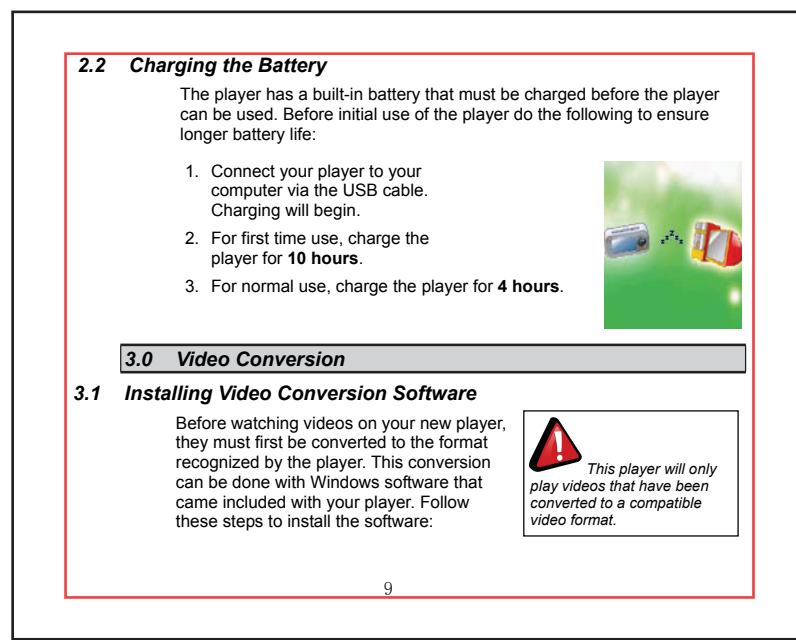 2.2 Charging the Battery
The player has a built-in battery that must be charged before the player
can be used. Before initial use of the player do the following to ensure
longer battery life:
1. Connect your player to your
computer via the USB cable.
Charging will begin.
2. For first time use, charge the
player for 10 hours.
3. For normal use, charge the player for 4 hours.
3.0 Video Conversion
3.1 Installing Video Conversion Software
Before watching videos on your new player,
they must first be converted to the format
recognized by the player. This conversion
can be done with Windows software that
came included with your player. Follow
these steps to install the software:
This player will only
play videos that have been
converted to a compatible
video format.
9